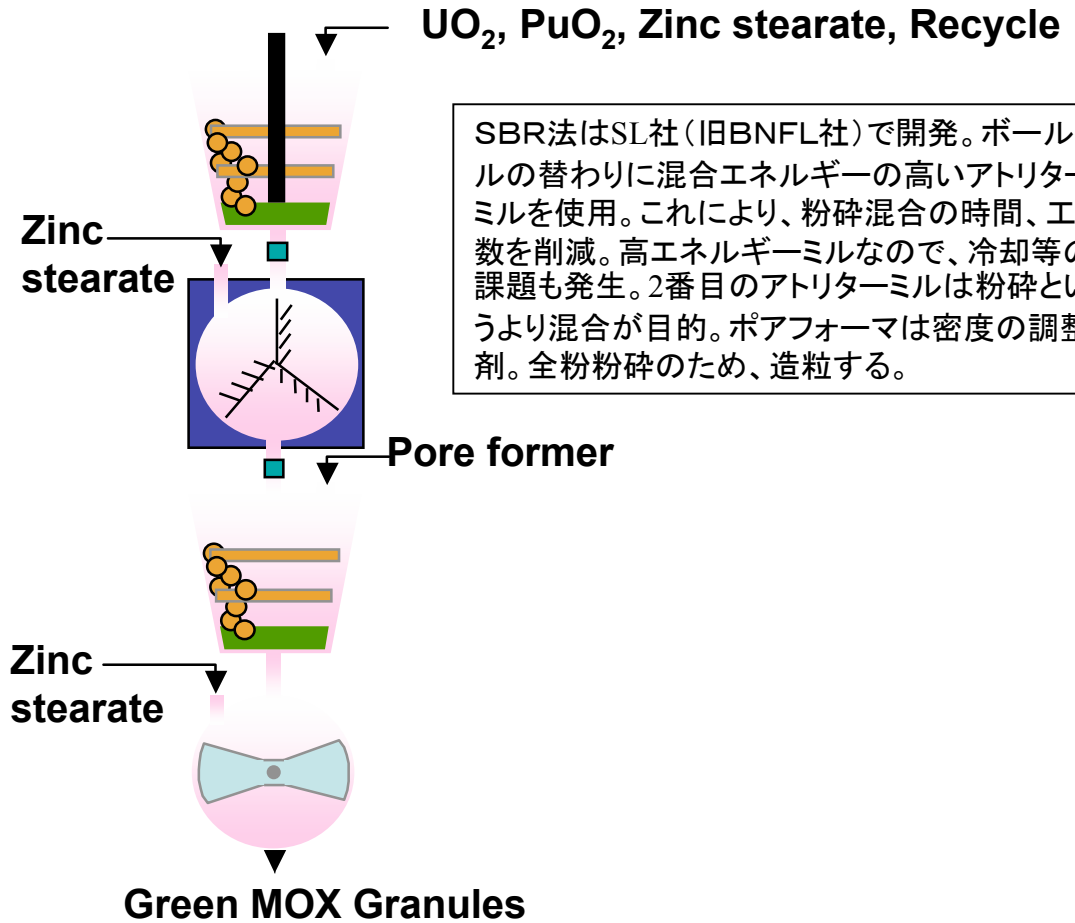 UO₂, PuO₂, Zinc stearate, Recycle
SBR法はSL社(旧BNFL社)で開発。ボール
ルの替わりに混合エネルギーの高いアトリター
ミルを使用。これにより、粉砕混合の時間、エ
数を削減。高エネルギーミルなので、冷却等の
課題も発生。2番目のアトリターミルは粉砕とい
うより混合が目的。ポアフォーマは密度の調整
剤。全粉粉砕のため、造粒する。
Zinc
stearate
Pore former
Zinc
stearate
Green MOX Granules